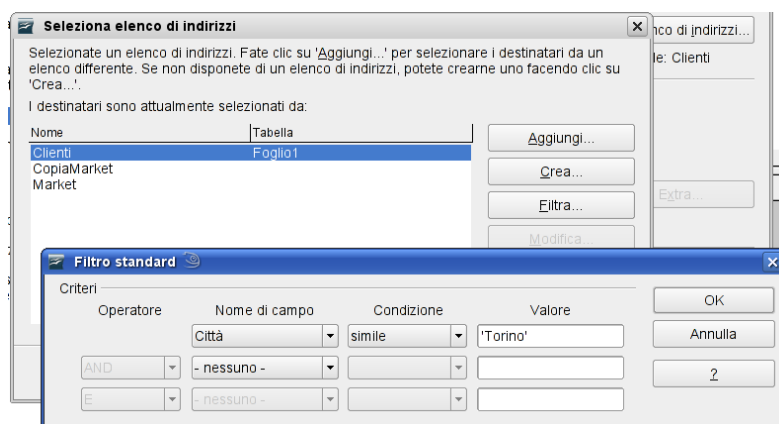 Seleziona elenco di indirizzi
nco di indirizzi...
Selezionate un elenco di indirizzi. Fate clic su 'Aggiungi...' per selezionare i destinatari da un
elenco differente. Se non disponete di un elenco di indirizzi, potete crearne uno facendo clic su
'Crea...'.
le: Clienti
I destinatari sono attualmente selezionati da:
Nome Tabella
Clienti Foglio1
CopiaMarket
Market
Aggiungi...
Crea...
Filtra...
Modifica...
Extra...
Filtro standard
Criteri
Operatore Nome di campo Condizione Valore
Città simile 'Torino'
AND - nessuno -
E - nessuno -
OK
Annulla
?